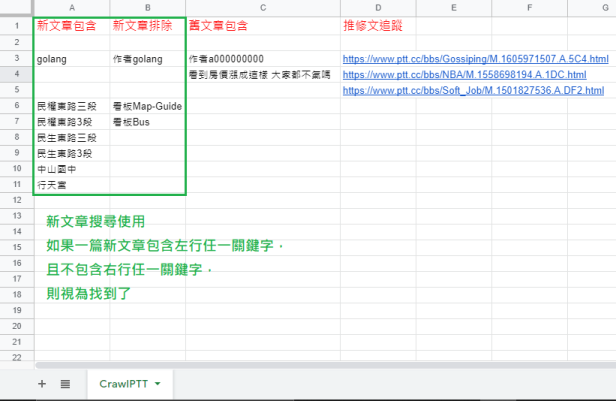 A B C D E F G
1 新文章包含 新文章排除 舊文章包含 推修文追蹤
2
3 golang 作者golang 作者a000000000 https://www.ptt.cc/bbs/Gossiping/M.1605971507.A.5C4.html
4 看到房價漲成這樣 大家都不氣嗎 https://www.ptt.cc/bbs/NBA/M.1558698194.A.1DC.html
5 https://www.ptt.cc/bbs/Soft_Job/M.1501827536.A.DF2.html
6 民權東路三段 看板Map-Guide
7 民權東路3段 看板Bus
8 民生東路三段
9 民生東路3段
10 中山國中
11 行天宮
12
13
新文章搜尋使用
14
15
如果一篇新文章包含左行任一關鍵字，
16
且不包含右行任一關鍵字，
17
18
則視為找到了
19
20
21
22
+ CrawlPTT